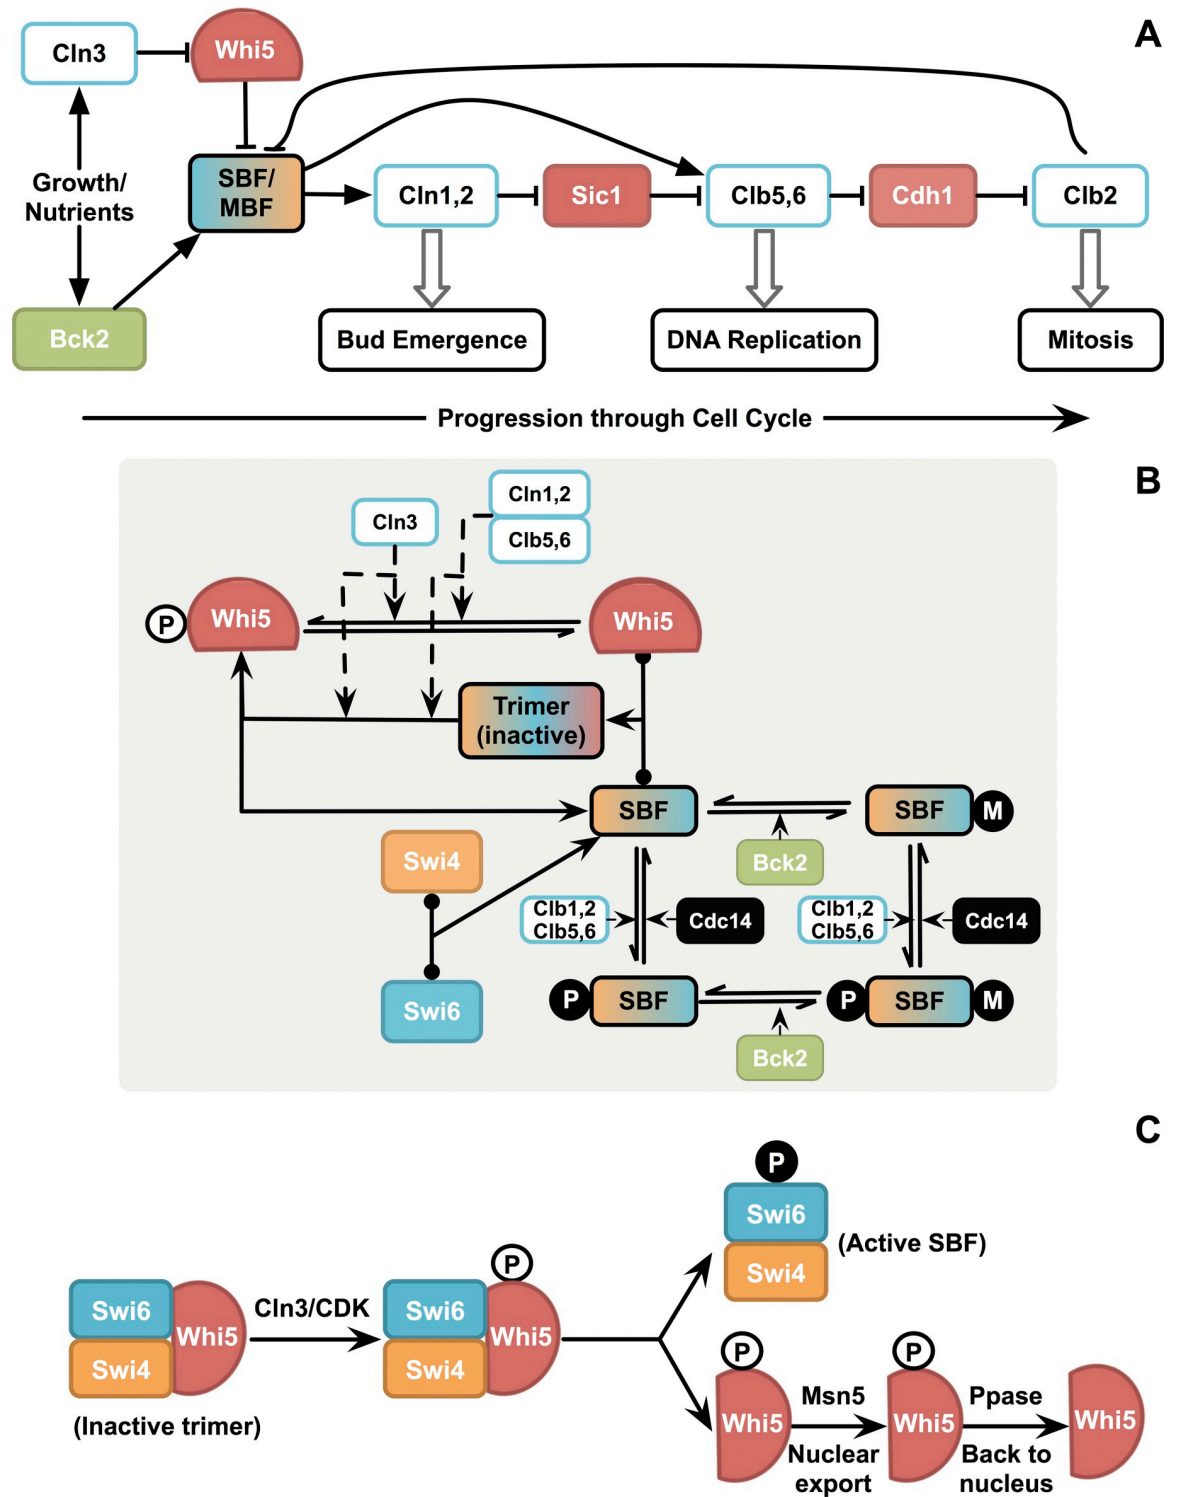 A
Cln3
Whi5
Growth/
Nutrients
SBF/
MBF
Cln1,2
Sic1
Clb5,6
Cdh1
Clb2
Bck2
Bud Emergence
DNA Replication
Mitosis
Progression through Cell Cycle
B
Cln1,2
Cln3
Clb5,6
P
Whi5
Whi5
Trimer
(inactive)
SBF
SBF
M
Swi4
Bck2
Clb1,2
Clb5,6
Cdc14
Clb1,2
Clb5,6
Cdc14
Swi6
P
SBF
P
SBF
M
Bck2
C
P
Swi6
Swi4
(Active SBF)
Swi6
Swi4
Whi5
(Inactive trimer)
Cln3/CDK
P
Swi6
Swi4
Whi5
P
Whi5
Msn5
Nuclear
export
P
Whi5
Ppase
Back to
nucleus
Whi5